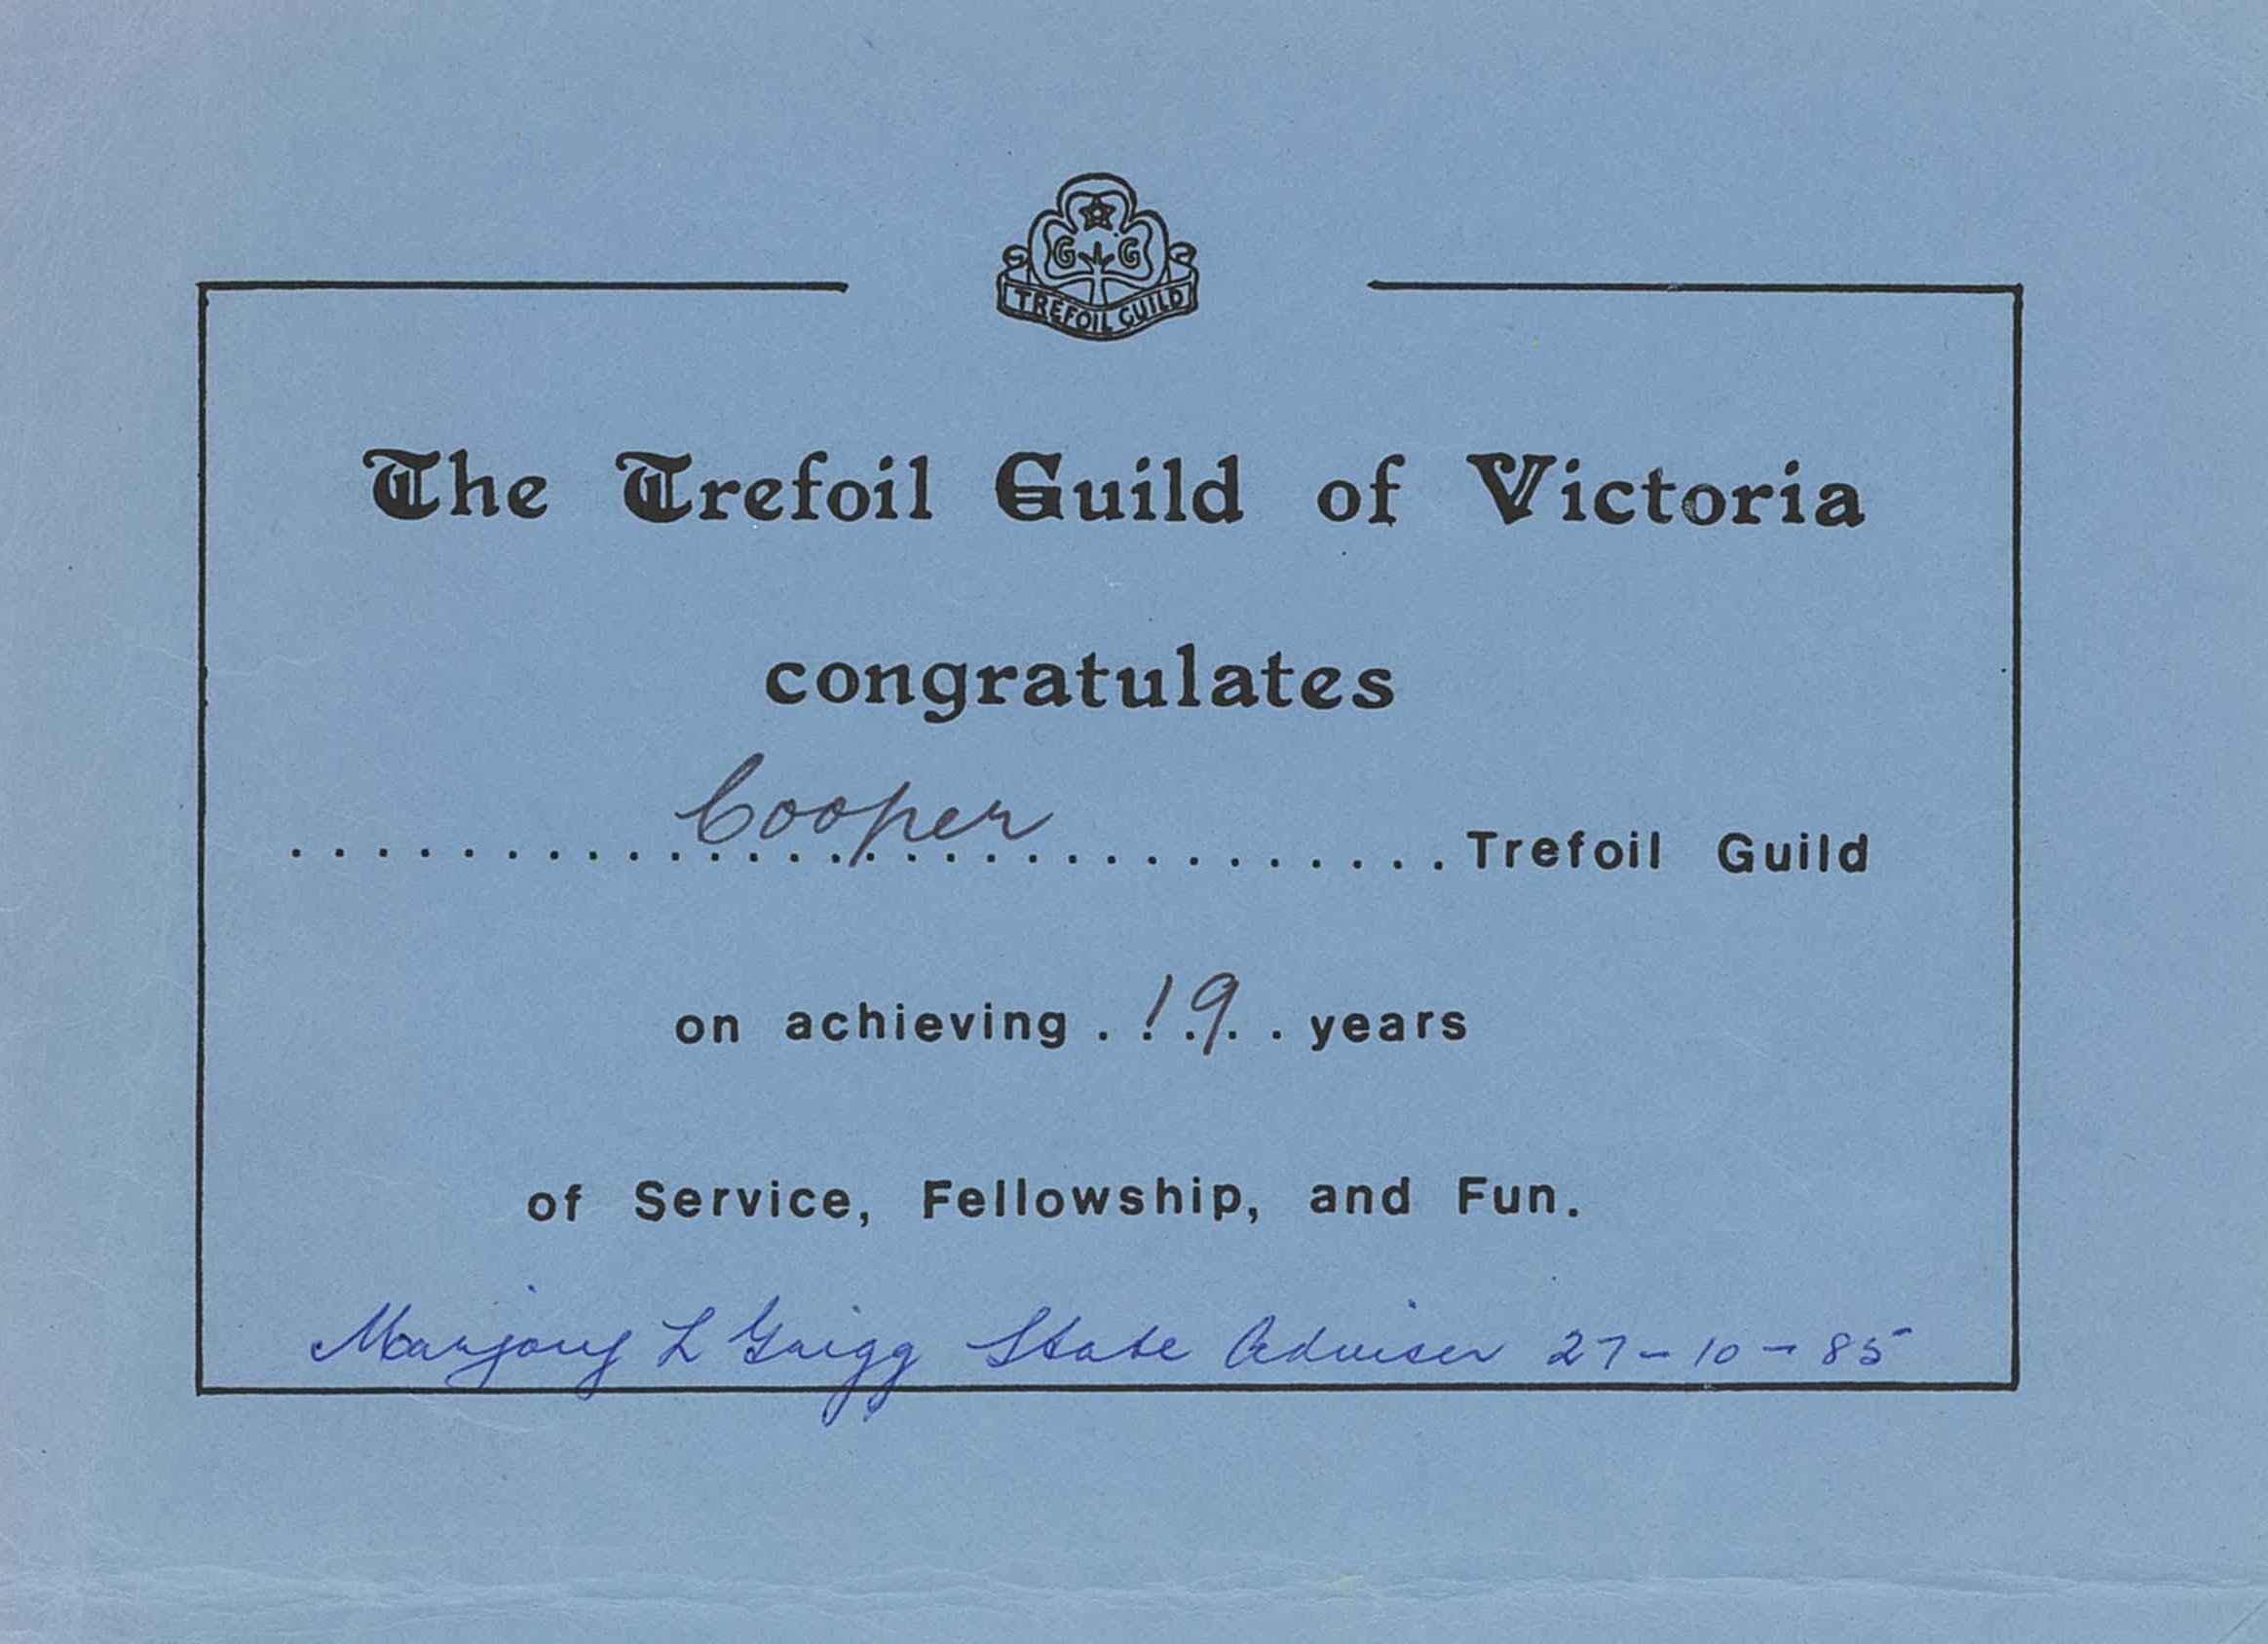 G G
TREFOIL GUILD
The Trefoil Guild of Victoria
congratulates
Cooper Trefoil Guild
on achieving 19 years
of Service, Fellowship, and Fun.
Marjory L Grigg State Adviser 27-10-85